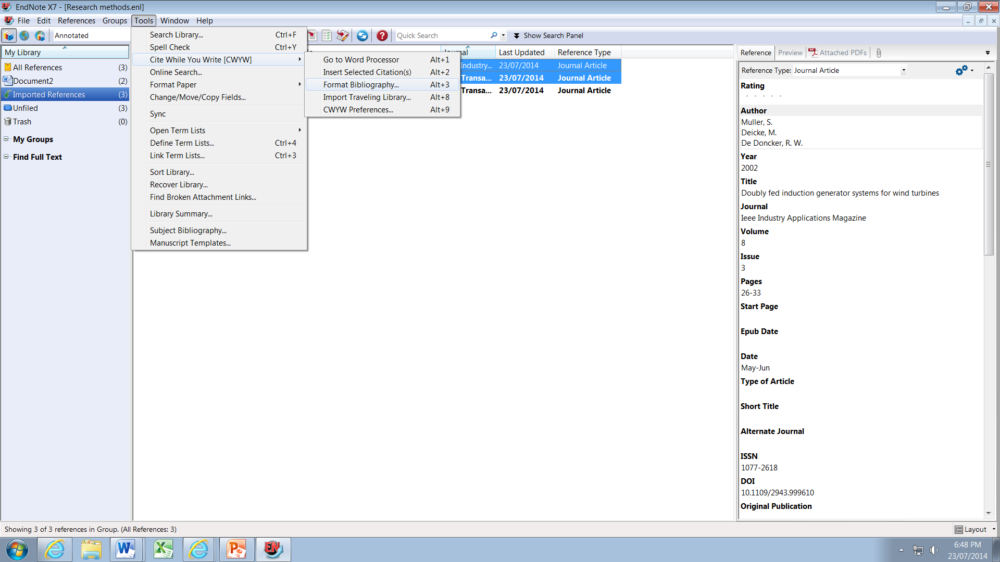 EndNote X7 - [Research methods.enl]
File Edit References Groups Tools Window Help
Annotated
Quick Search
Show Search Panel
My Library
All References (3)
Document2 (2)
Imported References (3)
Unfiled (3)
Trash (0)
My Groups
Find Full Text
Search Library... Ctrl+F
Spell Check Ctrl+Y
Cite While You Write [CWYW]
Online Search...
Format Paper
Change/Move/Copy Fields...
Sync
Open Term Lists
Define Term Lists... Ctrl+4
Link Term Lists... Ctrl+3
Sort Library...
Recover Library...
Find Broken Attachment Links...
Library Summary...
Subject Bibliography...
Manuscript Templates...
Go to Word Processor Alt+1
Insert Selected Citation(s) Alt+2
Format Bibliography... Alt+3
Import Traveling Library... Alt+8
CWYW Preferences... Alt+9
Last Updated Reference Type
Industry... 23/07/2014 Journal Article
Transa... 23/07/2014 Journal Article
Transa... 23/07/2014 Journal Article
Reference Preview Attached PDFs
Reference Type: Journal Article
Rating
Author
Muller, S.
Deicke, M.
De Doncker, R. W.
Year
2002
Title
Doubly fed induction generator systems for wind turbines
Journal
Ieee Industry Applications Magazine
Volume
8
Issue
3
Pages
26-33
Start Page
Epub Date
Date
May-Jun
Type of Article
Short Title
Alternate Journal
ISSN
1077-2618
DOI
10.1109/2943.999610
Original Publication
Showing 3 of 3 references in Group. (All References: 3)
Layout
6:48 PM
23/07/2014